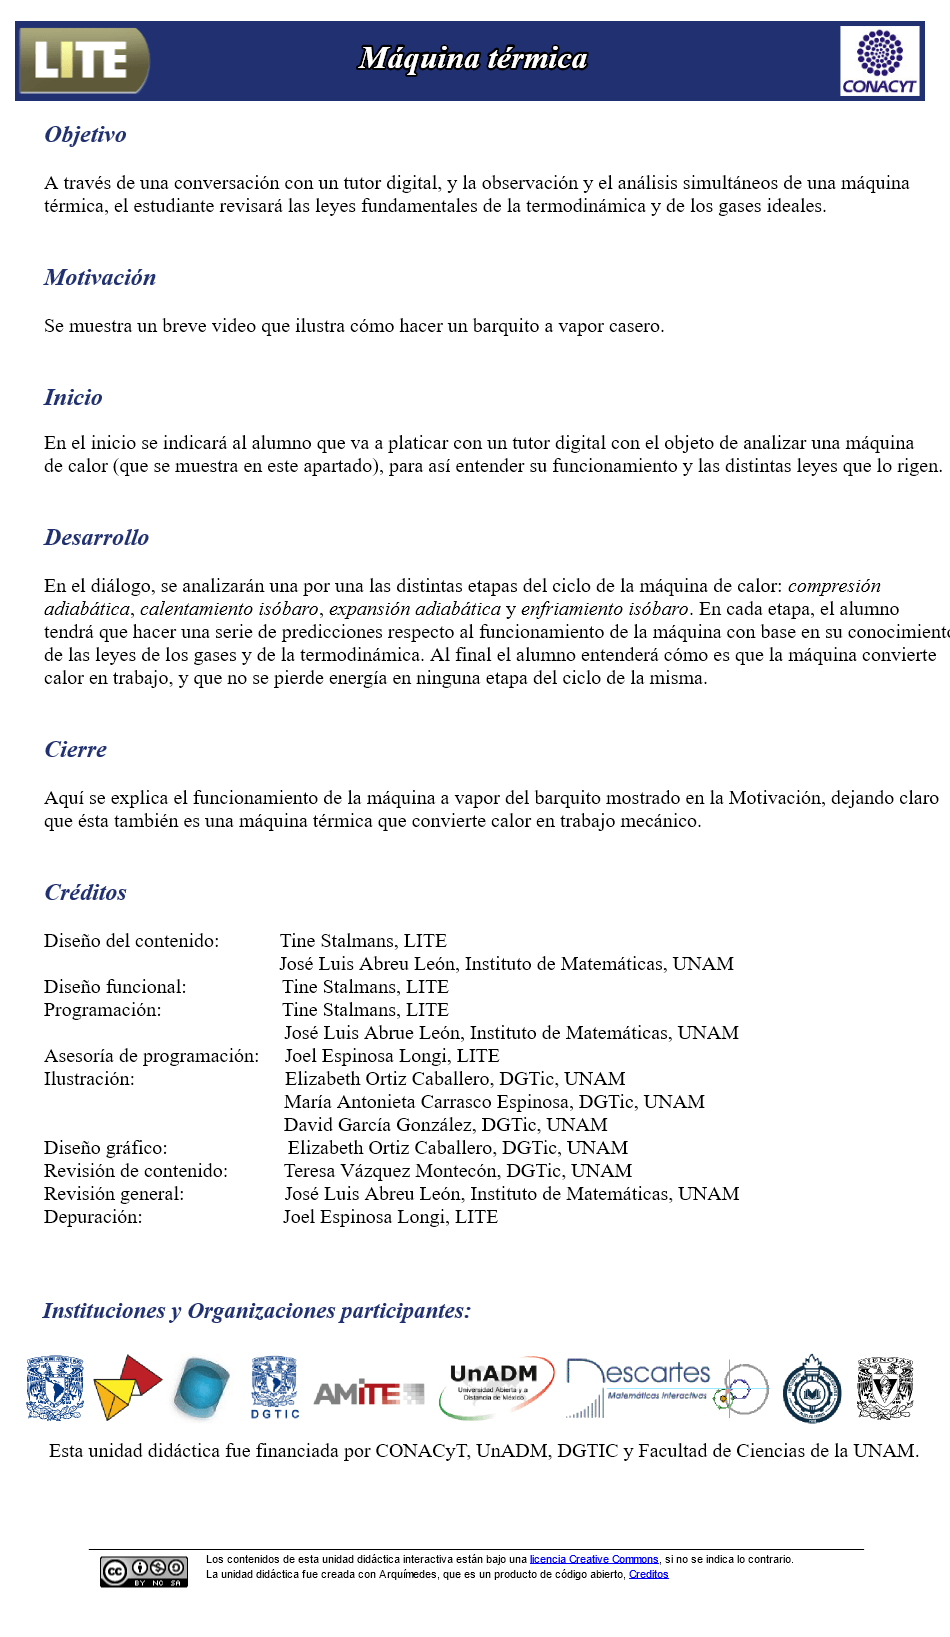 LITE
Máquina térmica
CONACYT
Objetivo
A través de una conversación con un tutor digital, y la observación y el análisis simultáneos de una máquina
térmica, el estudiante revisará las leyes fundamentales de la termodinámica y de los gases ideales.
Motivación
Se muestra un breve video que ilustra cómo hacer un barquito a vapor casero.
Inicio
En el inicio se indicará al alumno que va a platicar con un tutor digital con el objeto de analizar una máquina
de calor (que se muestra en este apartado), para así entender su funcionamiento y las distintas leyes que lo rigen.
Desarrollo
En el diálogo, se analizarán una por una las distintas etapas del ciclo de la máquina de calor: compresión
adiabática, calentamiento isóbaro, expansión adiabática y enfriamiento isóbaro. En cada etapa, el alumno
tendrá que hacer una serie de predicciones respecto al funcionamiento de la máquina con base en su conocimiento
de las leyes de los gases y de la termodinámica. Al final el alumno entenderá cómo es que la máquina convierte
calor en trabajo, y que no se pierde energía en ninguna etapa del ciclo de la misma.
Cierre
Aquí se explica el funcionamiento de la máquina a vapor del barquito mostrado en la Motivación, dejando claro
que ésta también es una máquina térmica que convierte calor en trabajo mecánico.
Créditos
Diseño del contenido: Tine Stalmans, LITE
José Luis Abreu León, Instituto de Matemáticas, UNAM
Diseño funcional: Tine Stalmans, LITE
Programación: Tine Stalmans, LITE
José Luis Abrue León, Instituto de Matemáticas, UNAM
Asesoría de programación: Joel Espinosa Longi, LITE
Ilustración: Elizabeth Ortiz Caballero, DGTic, UNAM
María Antonieta Carrasco Espinosa, DGTic, UNAM
David García González, DGTic, UNAM
Diseño gráfico: Elizabeth Ortiz Caballero, DGTic, UNAM
Revisión de contenido: Teresa Vázquez Montecón, DGTic, UNAM
Revisión general: José Luis Abreu León, Instituto de Matemáticas, UNAM
Depuración: Joel Espinosa Longi, LITE
Instituciones y Organizaciones participantes:
DGTIC
AMiTE
UnADM
Universidad Abierta y a
Distancia de México
Descartes
Matemáticas Interactivas
CIENCIAS
Esta unidad didáctica fue financiada por CONACyT, UnADM, DGTIC y Facultad de Ciencias de la UNAM.
cc
BY NC SA
Los contenidos de esta unidad didáctica interactiva están bajo una licencia Creative Commons, si no se indica lo contrario.
La unidad didáctica fue creada con Arquímedes, que es un producto de código abierto, Creditos